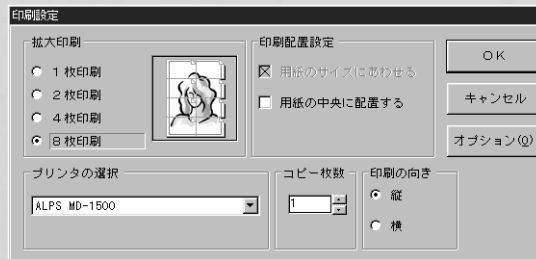 印刷設定
拡大印刷
1 枚印刷
2 枚印刷
4 枚印刷
8 枚印刷
印刷配置設定
用紙のサイズにあわせる
用紙の中央に配置する
OK
キャンセル
オプション(O)
プリンタの選択
ALPS MD-1500
コピー枚数
1
印刷の向き
縦
横